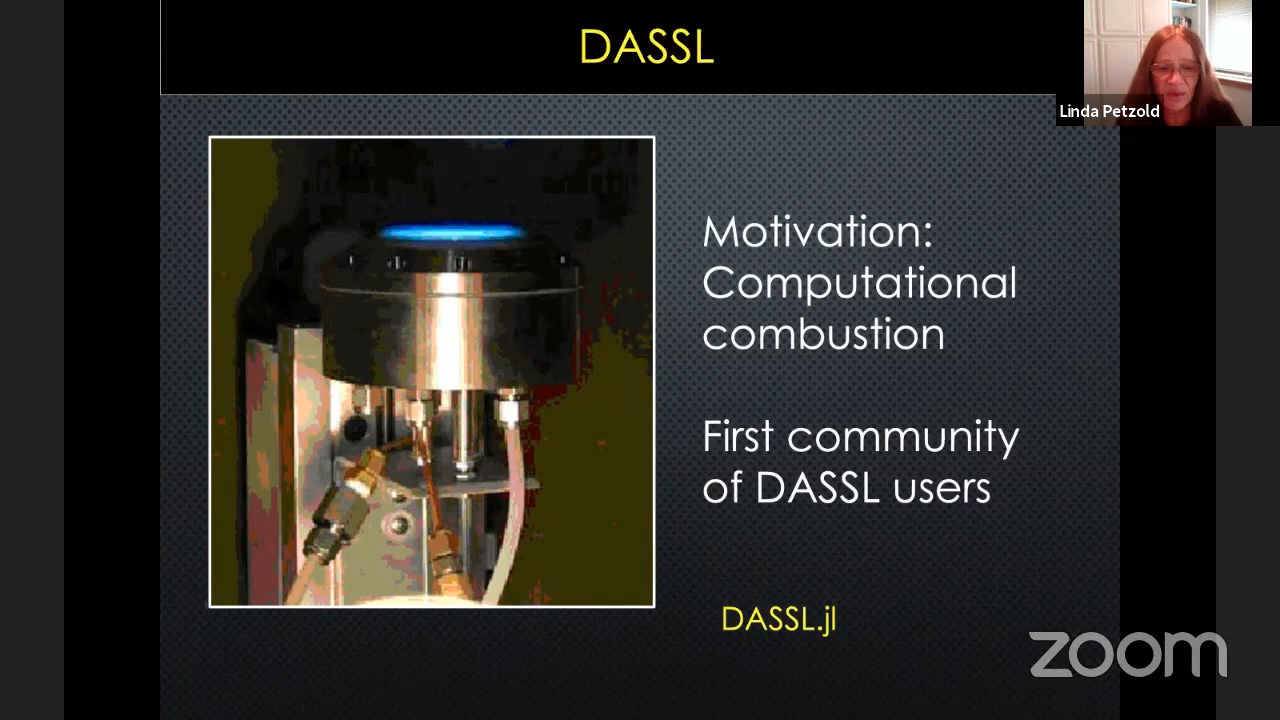 DASSL
Linda Petzold
Motivation:
Computational
combustion
First community
of DASSL users
DASSL.jl
zoom